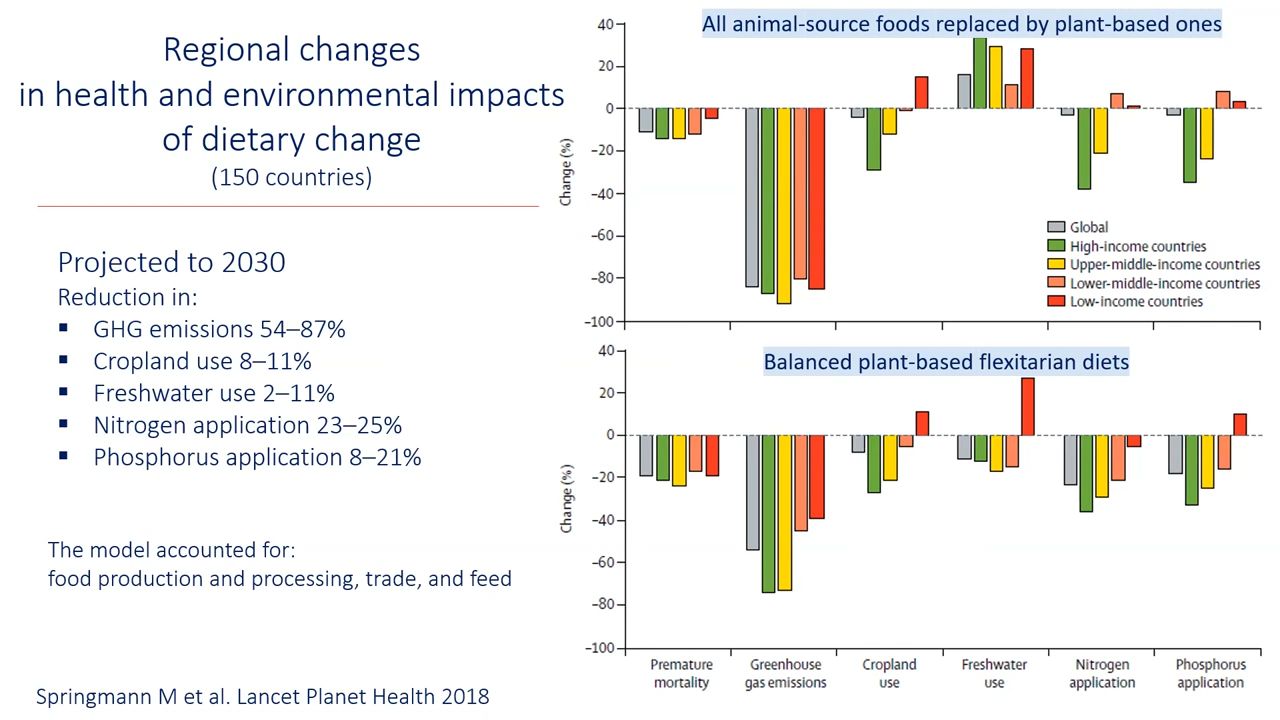 Regional changes
in health and environmental impacts
of dietary change
(150 countries)
Projected to 2030
Reduction in:
▪ GHG emissions 54–87%
▪ Cropland use 8–11%
▪ Freshwater use 2–11%
▪ Nitrogen application 23–25%
▪ Phosphorus application 8–21%
The model accounted for:
food production and processing, trade, and feed
Springmann M et al. Lancet Planet Health 2018
All animal-source foods replaced by plant-based ones
40
20
0
−20
−40
−60
−80
−100
Change (%)
Global
High-income countries
Upper-middle-income countries
Lower-middle-income countries
Low-income countries
Balanced plant-based flexitarian diets
40
20
0
−20
−40
−60
−80
−100
Change (%)
Premature
mortality
Greenhouse
gas emissions
Cropland
use
Freshwater
use
Nitrogen
application
Phosphorus
application